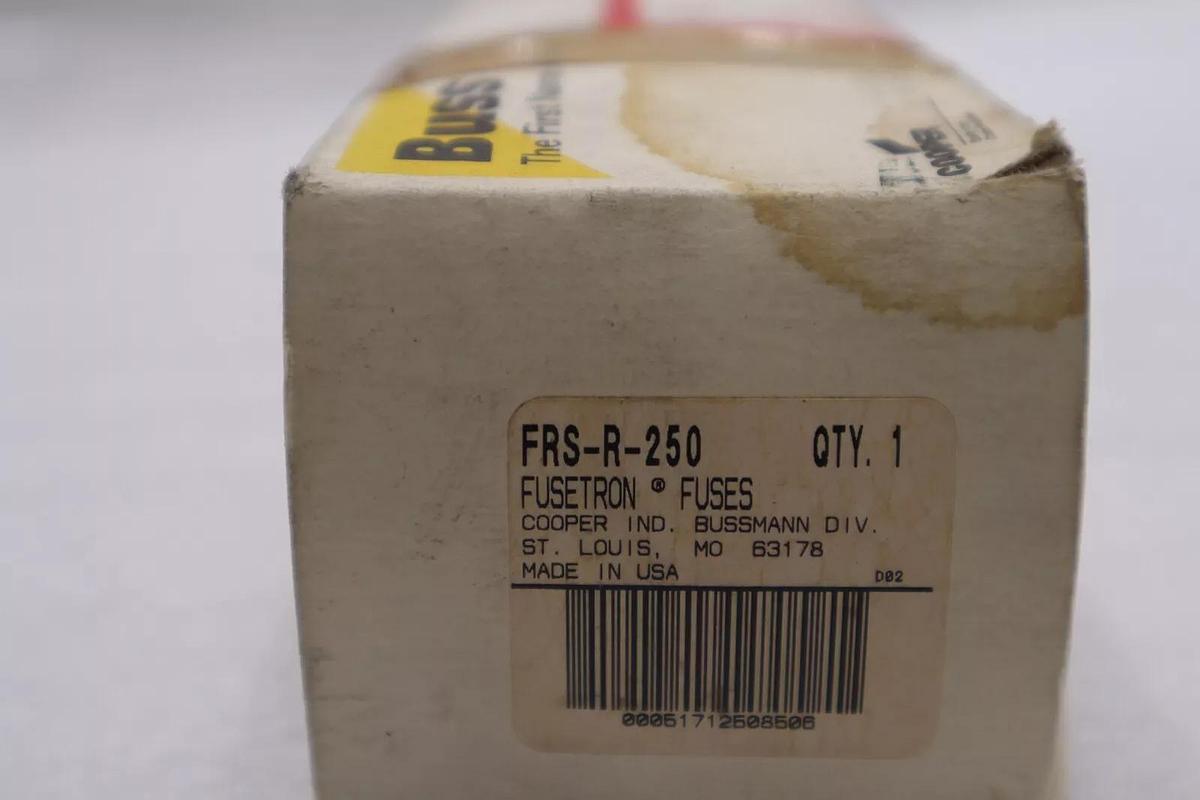 Buss
The First
COOPER
FRS-R-250 QTY. 1
FUSETRON ® FUSES
COOPER IND. BUSSMANN DIV.
ST. LOUIS, MO 63178
MADE IN USA D02